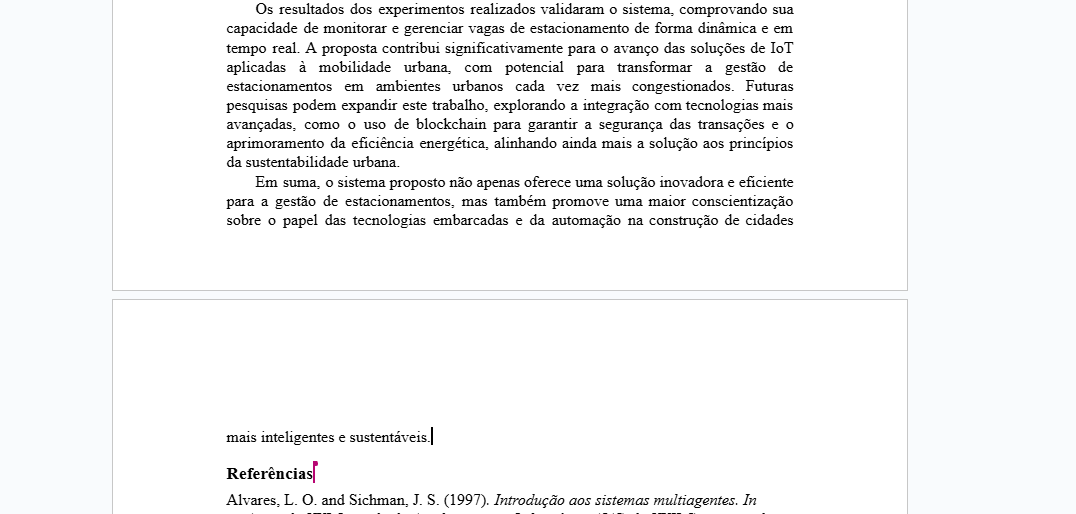 Os resultados dos experimentos realizados validaram o sistema, comprovando sua
capacidade de monitorar e gerenciar vagas de estacionamento de forma dinâmica e em
tempo real. A proposta contribui significativamente para o avanço das soluções de IoT
aplicadas à mobilidade urbana, com potencial para transformar a gestão de
estacionamentos em ambientes urbanos cada vez mais congestionados. Futuras
pesquisas podem expandir este trabalho, explorando a integração com tecnologias mais
avançadas, como o uso de blockchain para garantir a segurança das transações e o
aprimoramento da eficiência energética, alinhando ainda mais a solução aos princípios
da sustentabilidade urbana.
Em suma, o sistema proposto não apenas oferece uma solução inovadora e eficiente
para a gestão de estacionamentos, mas também promove uma maior conscientização
sobre o papel das tecnologias embarcadas e da automação na construção de cidades
mais inteligentes e sustentáveis.
Referências
Alvares, L. O. and Sichman, J. S. (1997). Introdução aos sistemas multiagentes. In